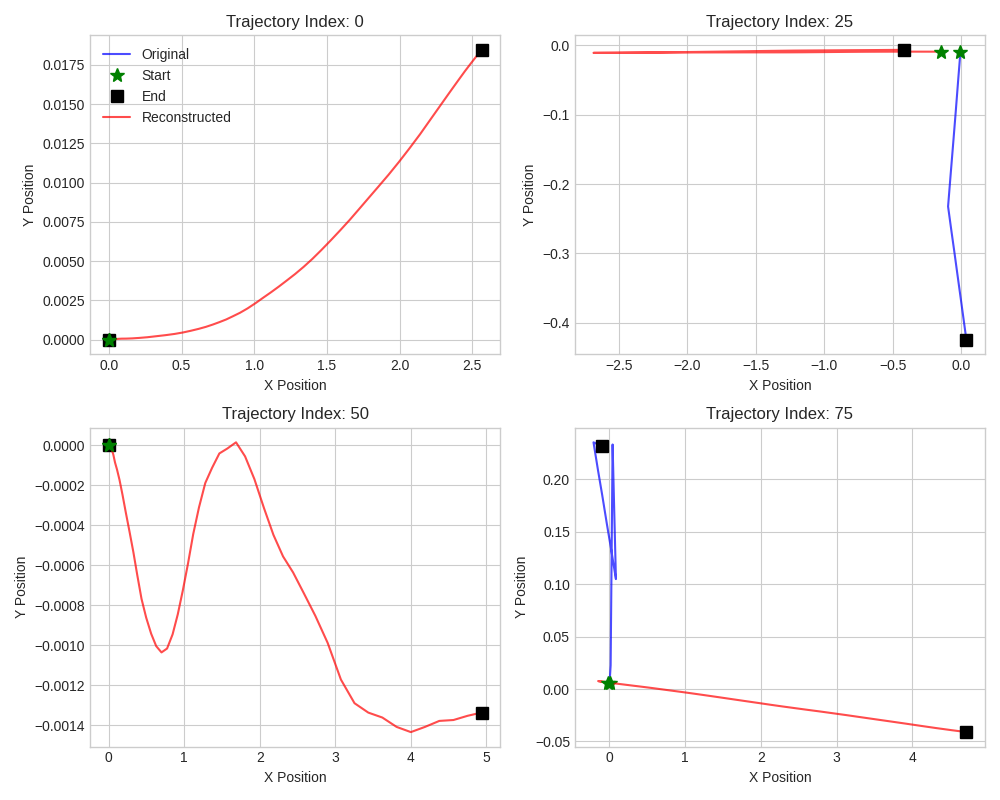 Trajectory Index: 0
Original
Start
End
Reconstructed
0.0175
0.0150
0.0125
0.0100
0.0075
0.0050
0.0025
0.0000
Y Position
0.0 0.5 1.0 1.5 2.0 2.5
X Position
Trajectory Index: 25
0.0
−0.1
−0.2
−0.3
−0.4
Y Position
−2.5 −2.0 −1.5 −1.0 −0.5 0.0
X Position
Trajectory Index: 50
0.0000
−0.0002
−0.0004
−0.0006
−0.0008
−0.0010
−0.0012
−0.0014
Y Position
0 1 2 3 4 5
X Position
Trajectory Index: 75
0.20
0.15
0.10
0.05
0.00
−0.05
Y Position
0 1 2 3 4
X Position